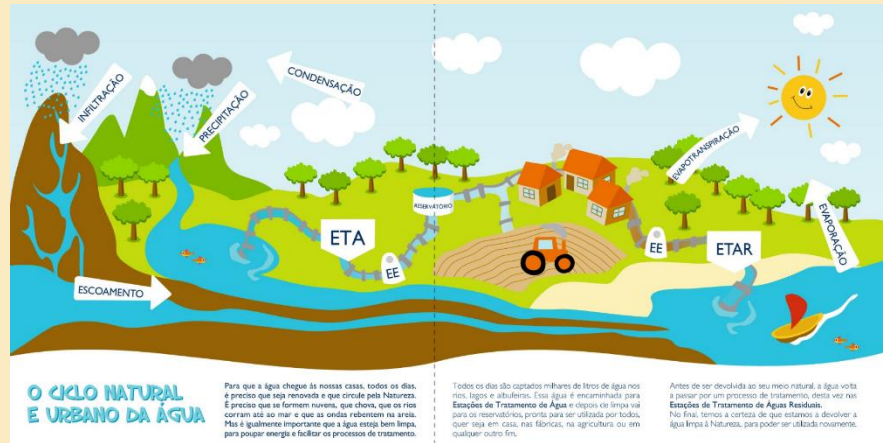 INFILTRAÇÃO
PRECIPITAÇÃO
CONDENSAÇÃO
EVAPOTRANSPIRAÇÃO
EVAPORAÇÃO
RESERVATÓRIO
ETA
EE
EE
ETAR
ESCOAMENTO
O CICLO NATURAL
E URBANO DA ÁGUA
Para que a água chegue às nossas casas, todos os dias,
é preciso que seja renovada e que circule pela Natureza.
É preciso que se formem nuvens, que chova, que os rios
corram até ao mar e que as ondas rebentem na areia.
Mas é igualmente importante que a água esteja bem limpa,
para poupar energia e facilitar os processos de tratamento.
Todos os dias são captados milhares de litros de água nos
rios, lagos e albufeiras. Essa água é encaminhada para
Estações de Tratamento de Água e depois de limpa vai
para os reservatórios, pronta para ser utilizada por todos,
quer seja em casa, nas fábricas, na agricultura ou em
qualquer outro fim.
Antes de ser devolvida ao seu meio natural, a água volta
a passar por um processo de tratamento, desta vez nas
Estações de Tratamento de Águas Residuais.
No final, temos a certeza de que estamos a devolver a
água limpa à Natureza, para poder ser utilizada novamente.